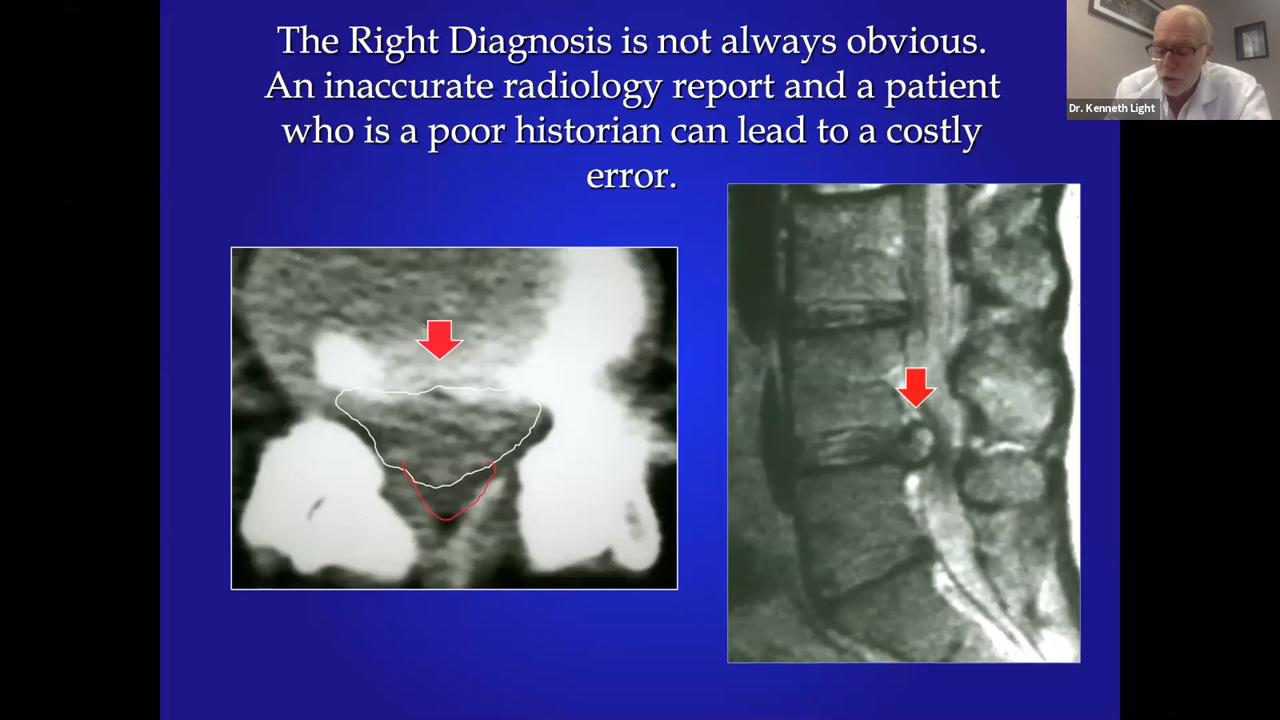 The Right Diagnosis is not always obvious.
An inaccurate radiology report and a patient
who is a poor historian can lead to a costly
error.
Dr. Kenneth Light